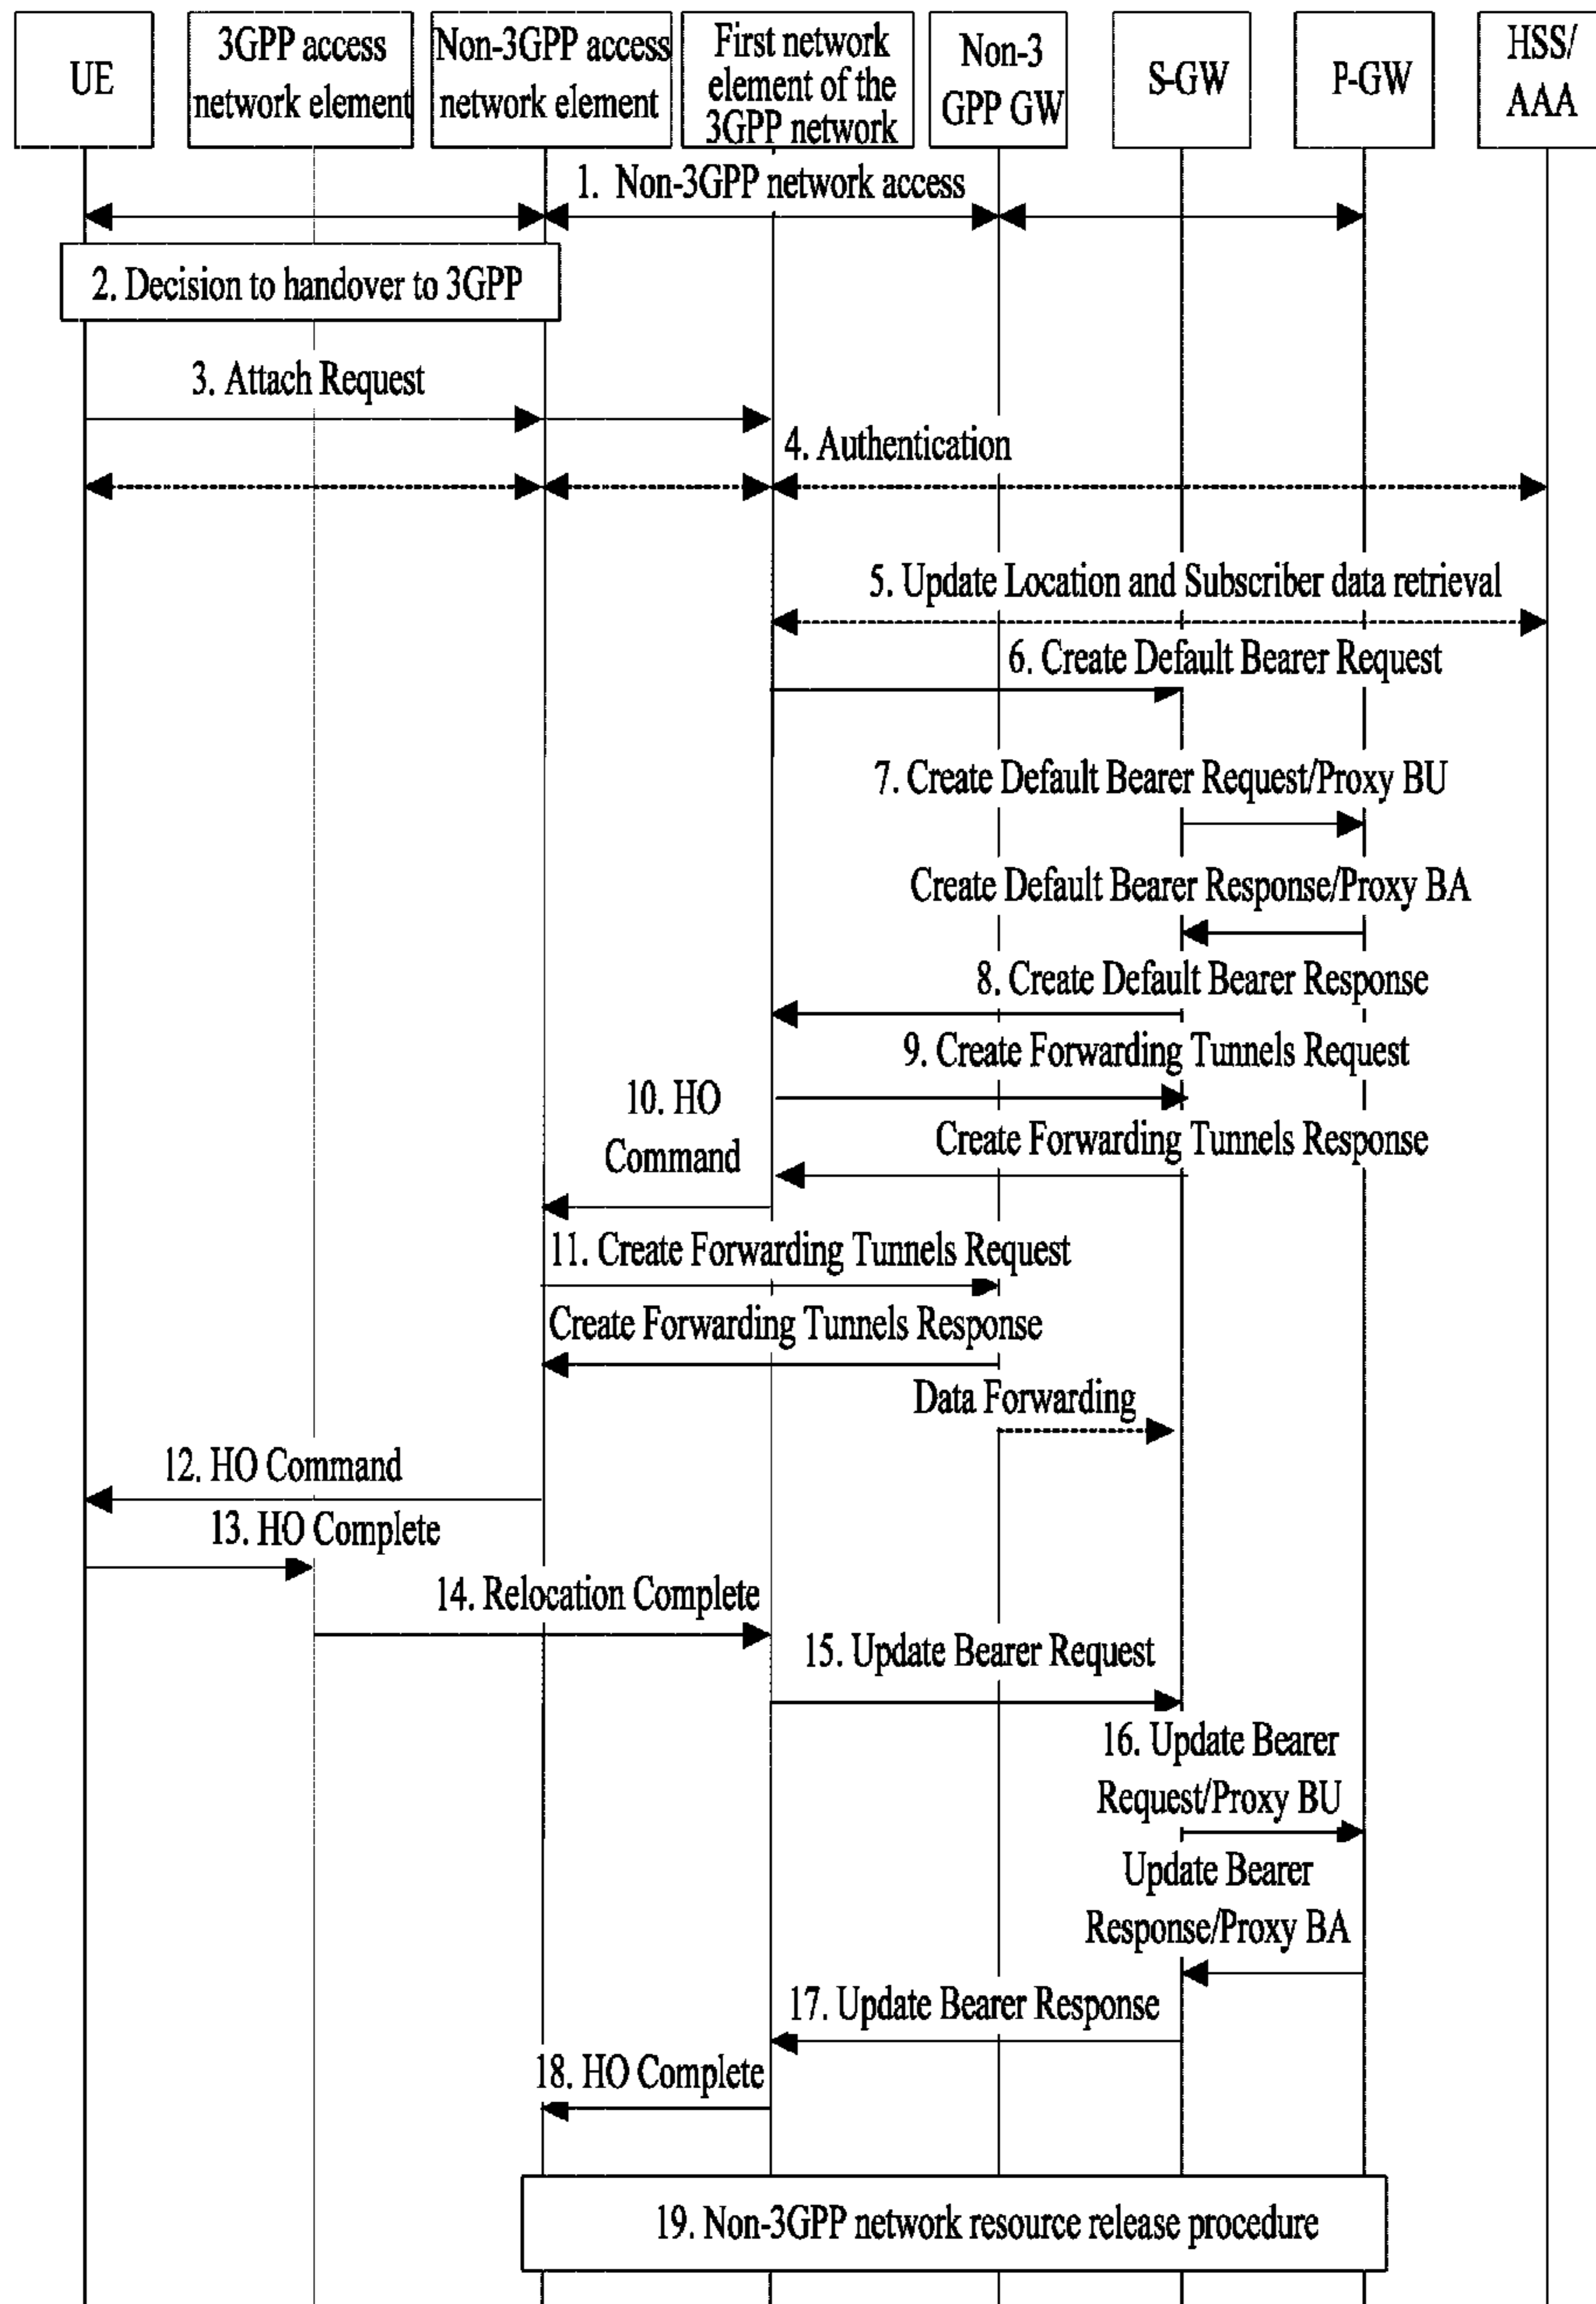 UE
3GPP access
network element
Non-3GPP access
network element
First network
element of the
3GPP network
Non-3
GPP GW
S-GW
P-GW
HSS/
AAA
1. Non-3GPP network access
2. Decision to handover to 3GPP
3. Attach Request
4. Authentication
5. Update Location and Subscriber data retrieval
6. Create Default Bearer Request
7. Create Default Bearer Request/Proxy BU
Create Default Bearer Response/Proxy BA
8. Create Default Bearer Response
9. Create Forwarding Tunnels Request
10. HO
Command
Create Forwarding Tunnels Response
11. Create Forwarding Tunnels Request
Create Forwarding Tunnels Response
Data Forwarding
12. HO Command
13. HO Complete
14. Relocation Complete
15. Update Bearer Request
16. Update Bearer
Request/Proxy BU
Update Bearer
Response/Proxy BA
17. Update Bearer Response
18. HO Complete
19. Non-3GPP network resource release procedure